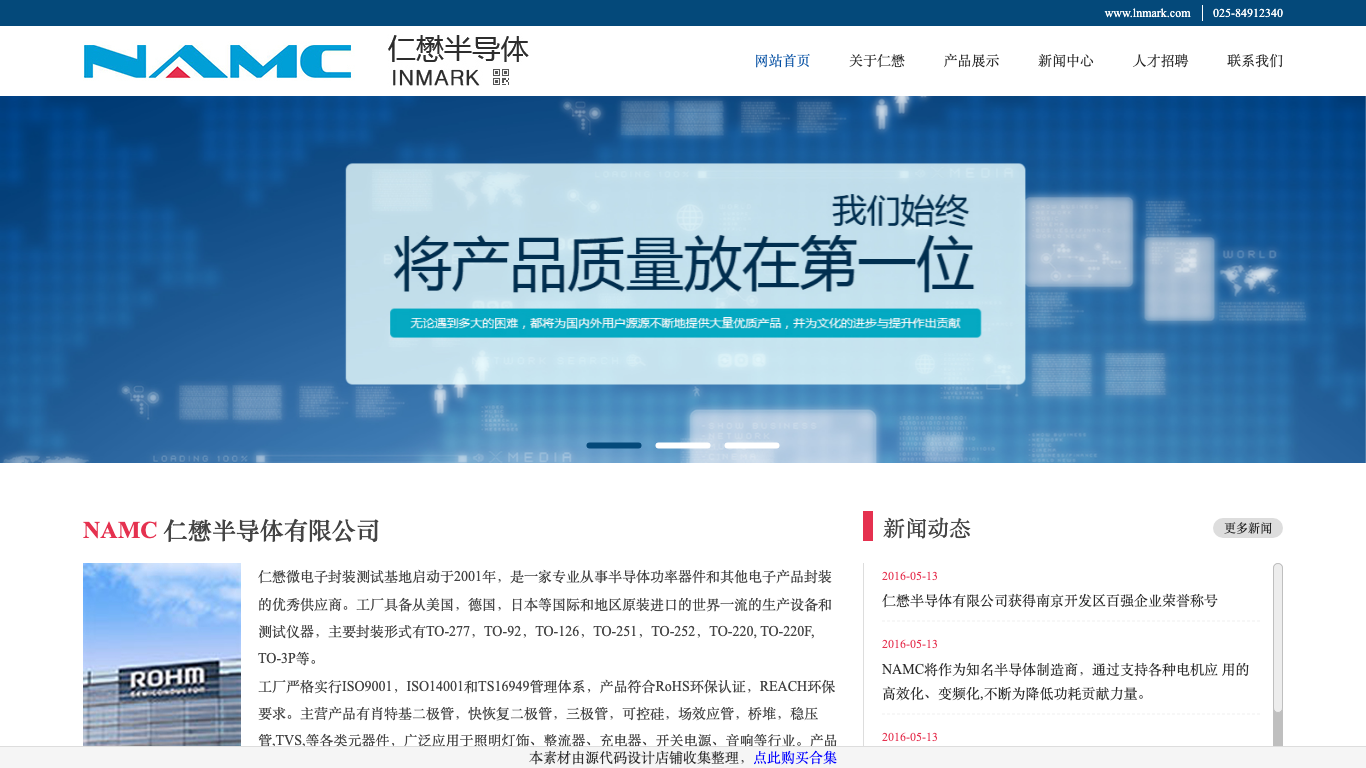 www.lnmark.com
025-84912340
NAMC
仁懋半导体
INMARK
网站首页
关于仁懋
产品展示
新闻中心
人才招聘
联系我们
LOADING 100%
MEDIA
WORLD
我们始终
将产品质量放在第一位
无论遇到多大的困难，都将为国内外用户源源不断地提供大量优质产品，并为文化的进步与提升作出贡献
LOADING 100%
MEDIA
NAMC 仁懋半导体有限公司
ROHM
SEMICONDUCTOR
仁懋微电子封装测试基地启动于2001年，是一家专业从事半导体功率器件和其他电子产品封装
的优秀供应商。工厂具备从美国，德国，日本等国际和地区原装进口的世界一流的生产设备和
测试仪器，主要封装形式有TO-277，TO-92，TO-126，TO-251，TO-252，TO-220, TO-220F,
TO-3P等。
工厂严格实行ISO9001，ISO14001和TS16949管理体系，产品符合RoHS环保认证，REACH环保
要求。主营产品有肖特基二极管，快恢复二极管，三极管，可控硅，场效应管，桥堆，稳压
管,TVS,等各类元器件，广泛应用于照明灯饰、整流器、充电器、开关电源、音响等行业。产品
新闻动态
更多新闻
2016-05-13
仁懋半导体有限公司获得南京开发区百强企业荣誉称号
2016-05-13
NAMC将作为知名半导体制造商，通过支持各种电机应 用的
高效化、变频化,不断为降低功耗贡献力量。
2016-05-13
本素材由源代码设计店铺收集整理，点此购买合集